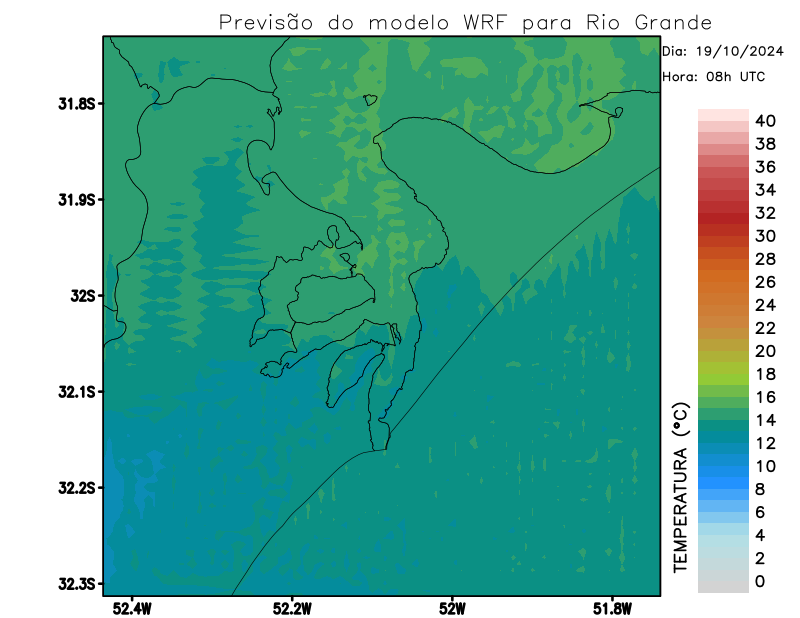 Previsão do modelo WRF para Rio Grande
Dia: 19/10/2024
Hora: 08h UTC
31.8S
31.9S
32S
32.1S
32.2S
32.3S
52.4W
52.2W
52W
51.8W
TEMPERATURA (°C)
40
38
36
34
32
30
28
26
24
22
20
18
16
14
12
10
8
6
4
2
0